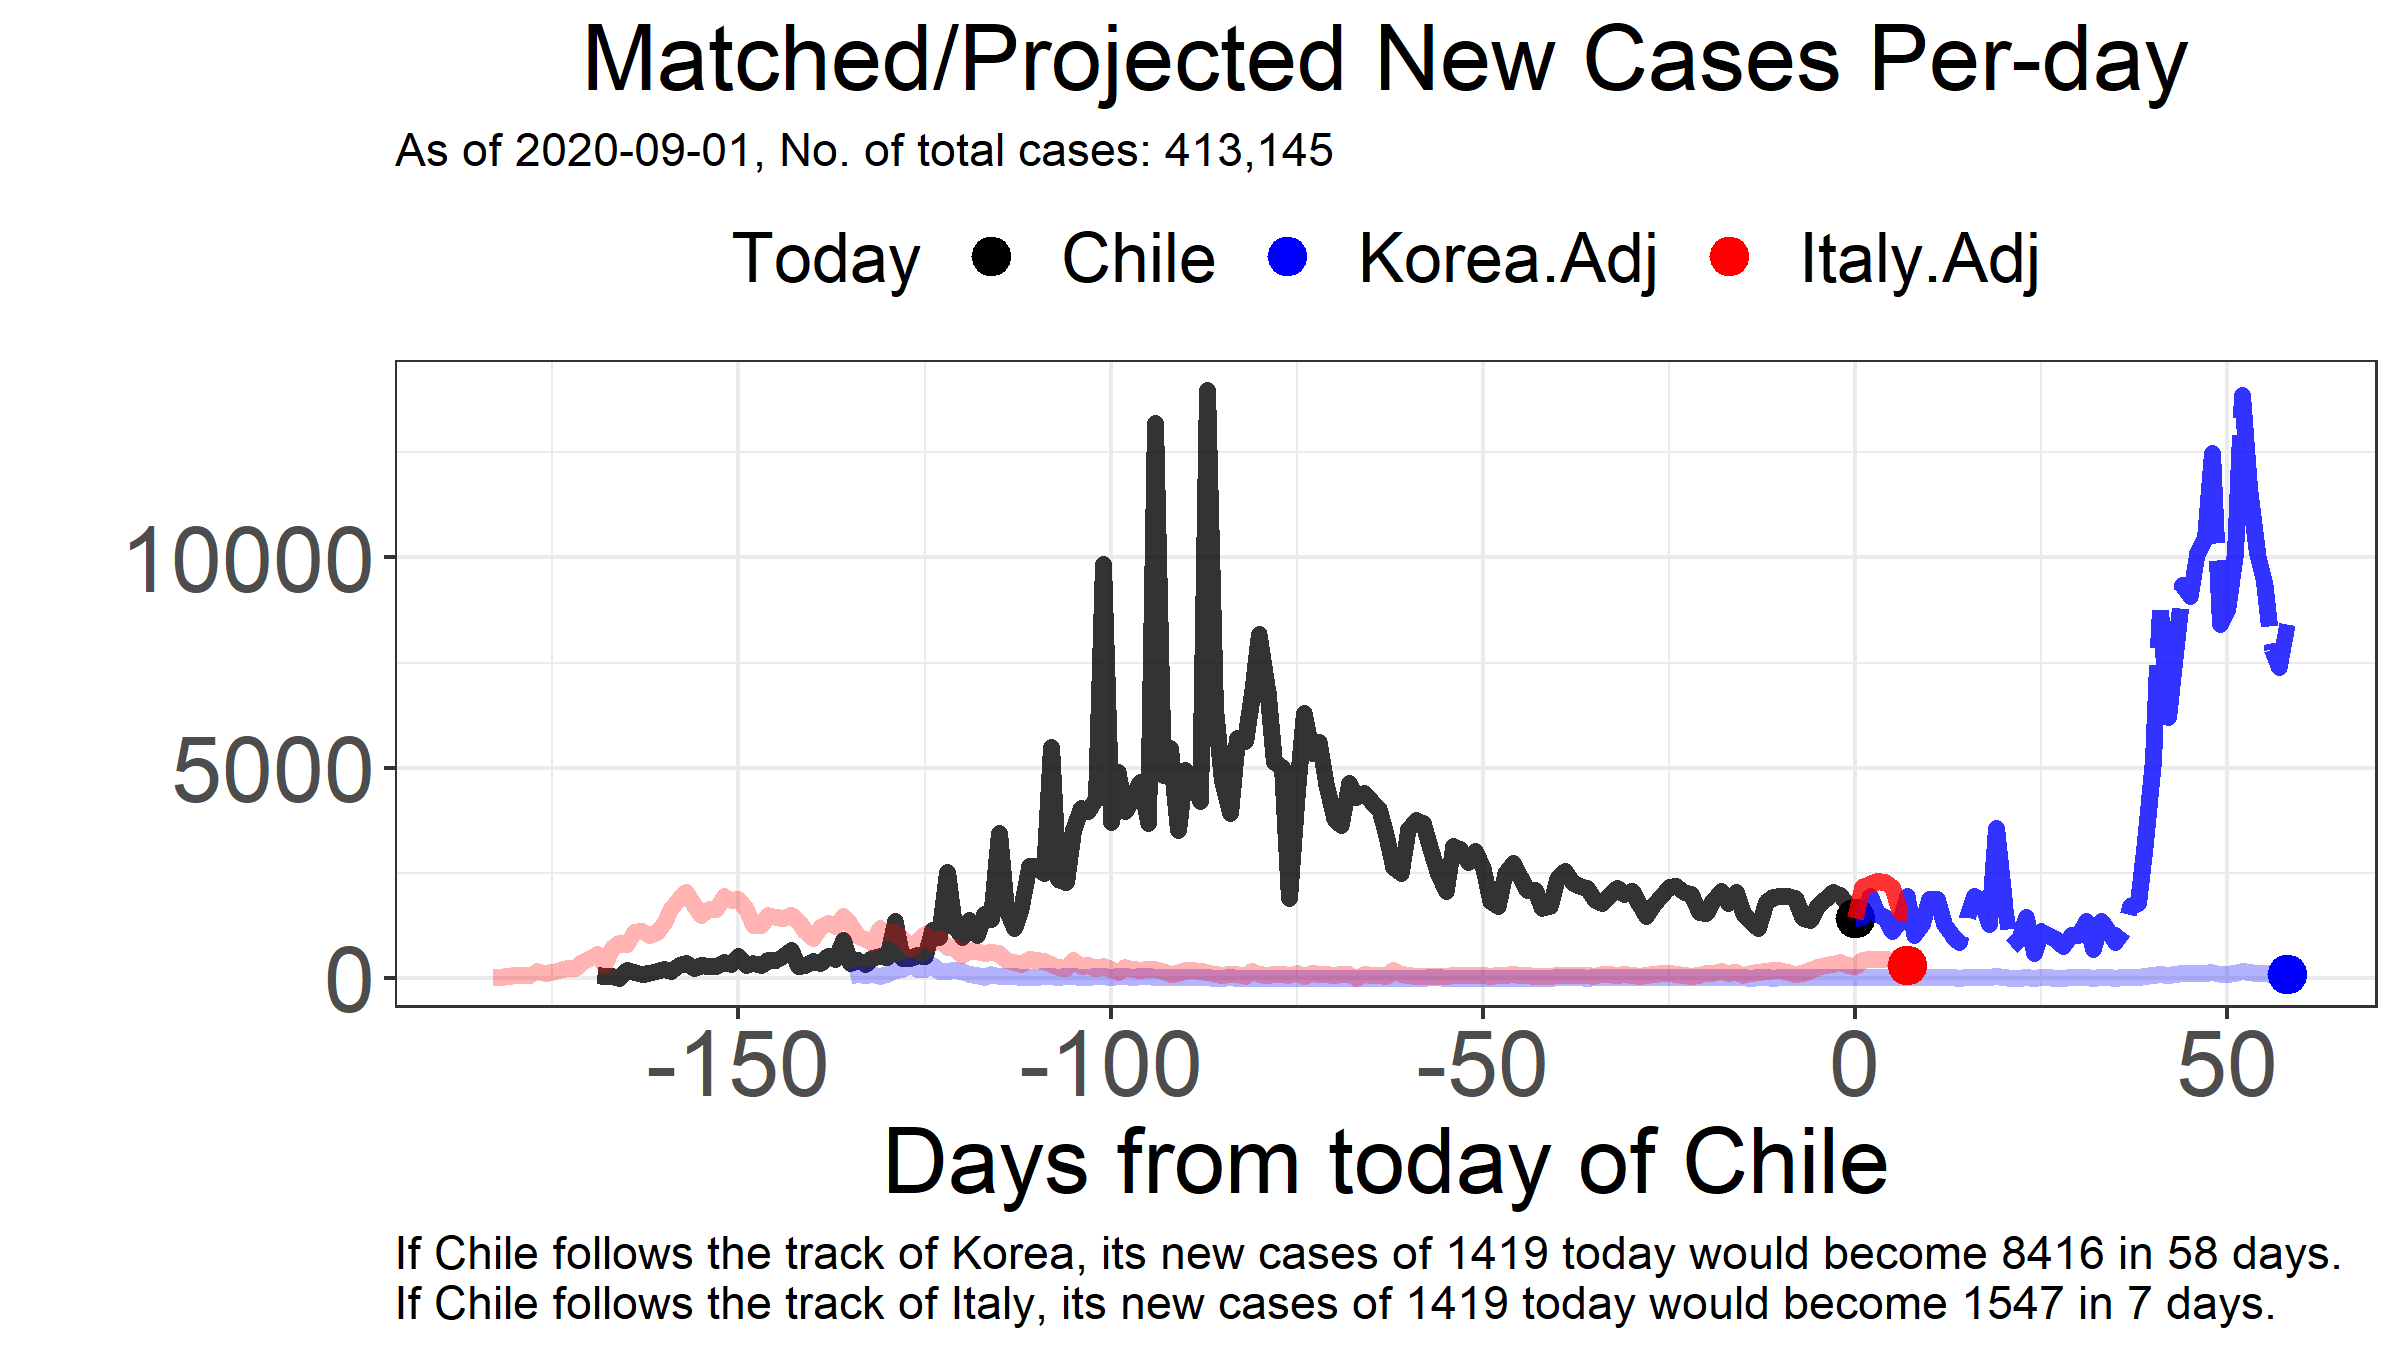 Matched/Projected New Cases Per-day
As of 2020-09-01, No. of total cases: 413,145
Today Chile Korea.Adj Italy.Adj
10000
5000
0
-150 -100 -50 0 50
Days from today of Chile
If Chile follows the track of Korea, its new cases of 1419 today would become 8416 in 58 days.
If Chile follows the track of Italy, its new cases of 1419 today would become 1547 in 7 days.